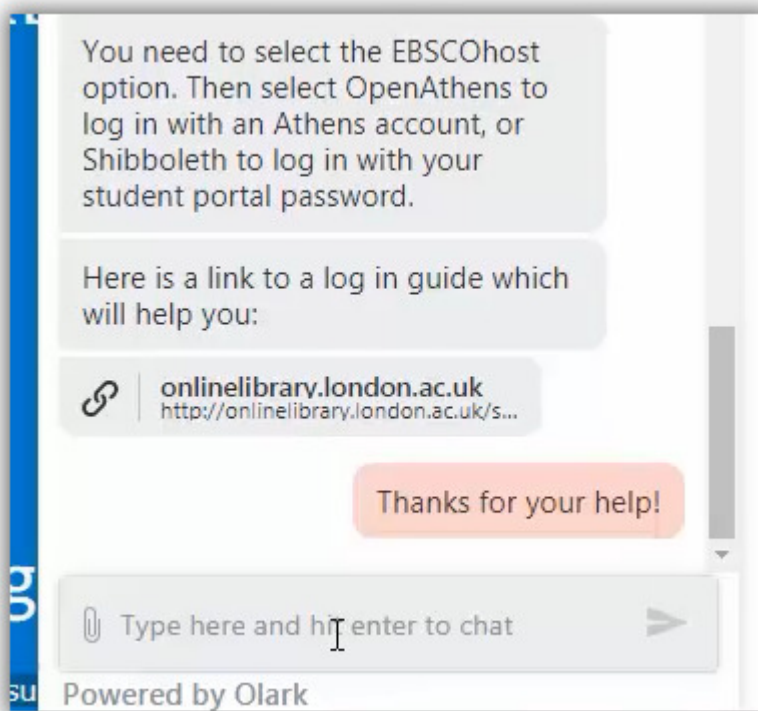 You need to select the EBSCOhost
option. Then select OpenAthens to
log in with an Athens account, or
Shibboleth to log in with your
student portal password.
Here is a link to a log in guide which
will help you:
onlinelibrary.london.ac.uk
http://onlinelibrary.london.ac.uk/s...
Thanks for your help!
g
Type here and hit enter to chat
su
Powered by Olark